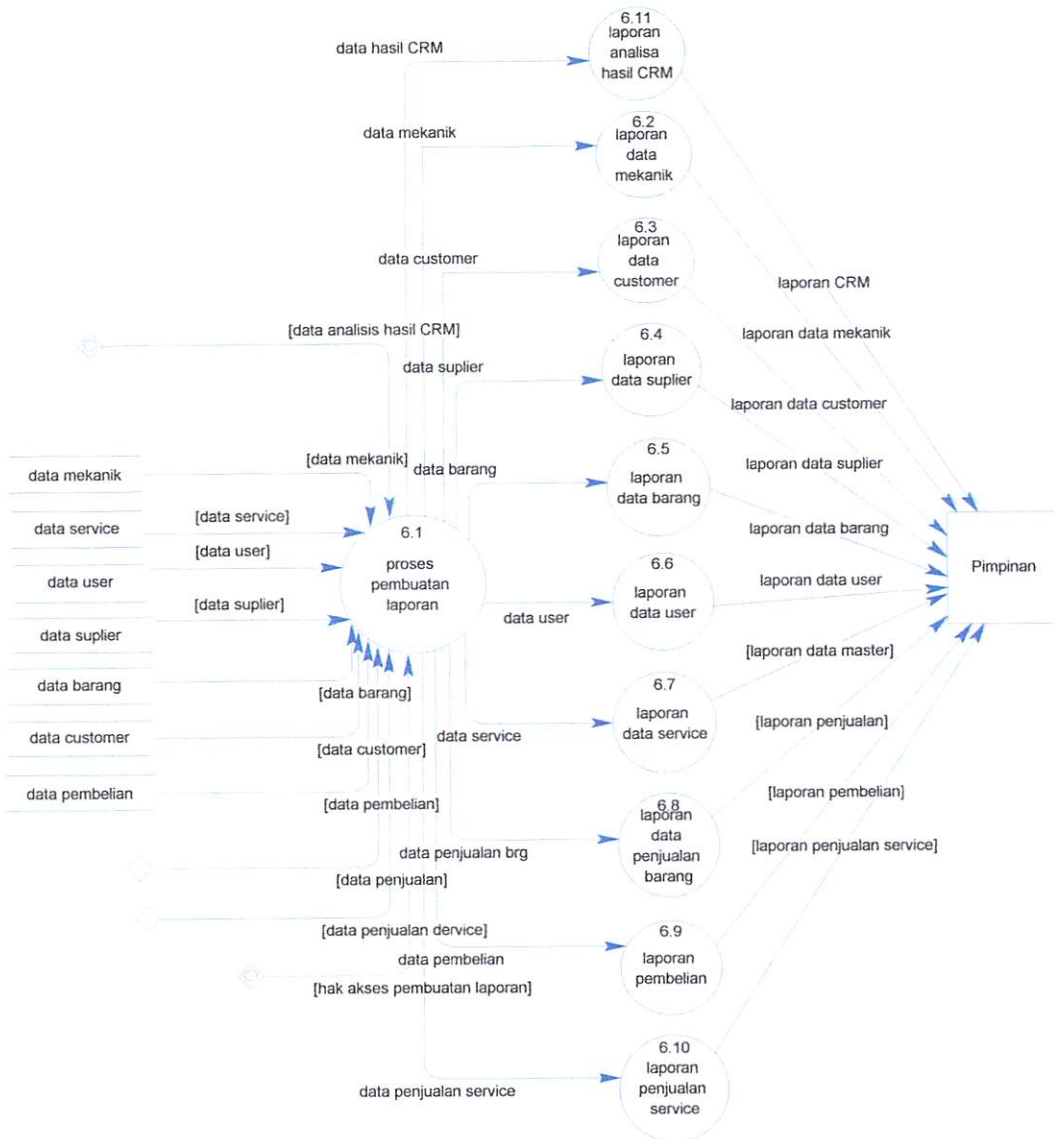 6.11
laporan
analisa
hasil CRM
data hasil CRM
6.2
laporan
data
mekanik
data mekanik
6.3
laporan
data
customer
data customer
laporan CRM
[data analisis hasil CRM]
laporan data mekanik
6.4
laporan
data suplier
data suplier
laporan data customer
6.5
laporan
data barang
data barang
laporan data suplier
data mekanik
[data mekanik]
data service
[data service]
laporan data barang
6.1
proses
pembuatan
laporan
data user
[data user]
Pimpinan
6.6
laporan
data user
data user
laporan data user
data suplier
[data suplier]
[laporan data master]
data barang
[data barang]
6.7
laporan
data service
data service
[laporan penjualan]
data customer
[data customer]
data pembelian
[data pembelian]
[laporan pembelian]
6.8
laporan
data
penjualan
barang
data penjualan brg
[laporan penjualan service]
[data penjualan]
[data penjualan dervice]
6.9
laporan
pembelian
data pembelian
[hak akses pembuatan laporan]
6.10
laporan
penjualan
service
data penjualan service